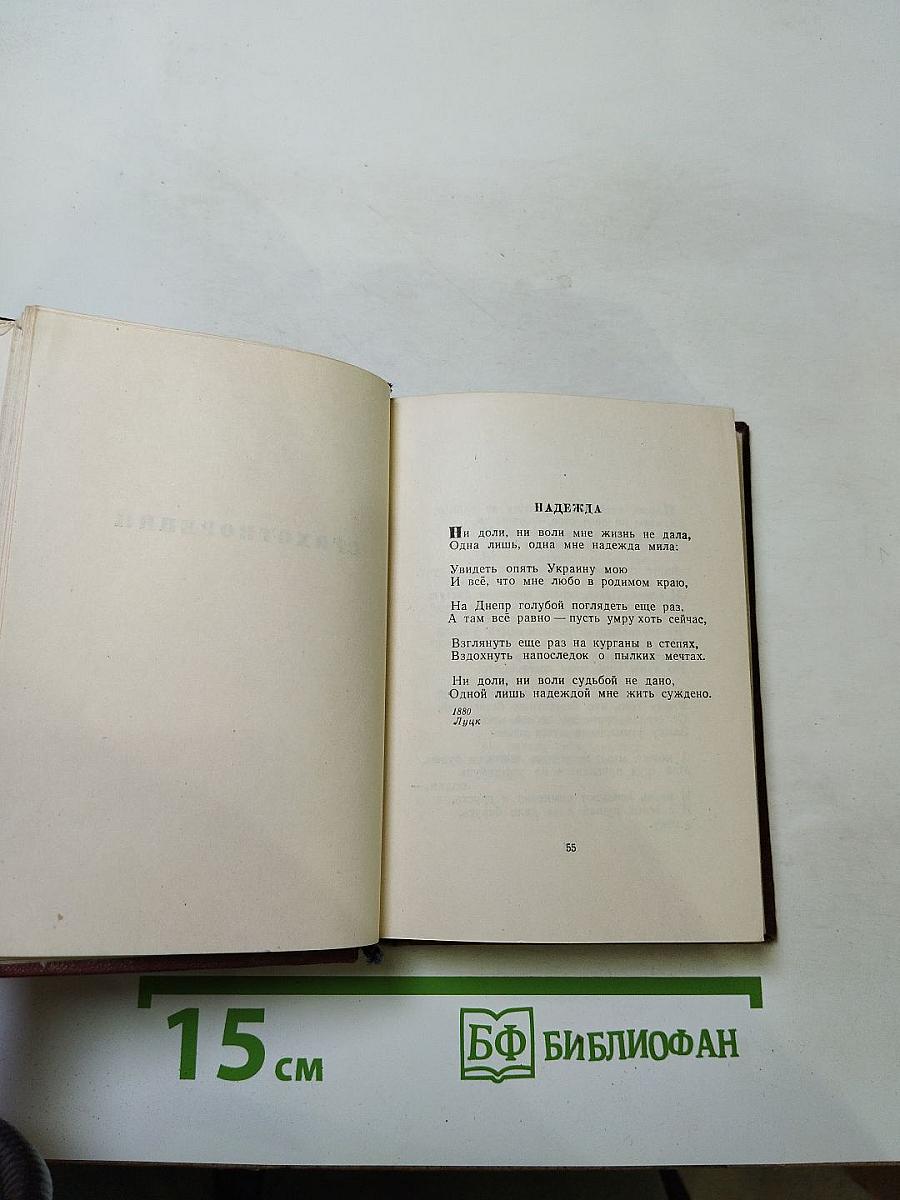 НАДЕЖДА
Ни доли, ни воли мне жизнь не дала,
Одна лишь, одна мне надежда мила:
Увидеть опять Украину мою
И всё, что мне любо в родимом краю,
На Днепр голубой поглядеть еще раз,
А там всё равно — пусть умру хоть сейчас,
Взглянуть еще раз на курганы в степях,
Вздохнуть напоследок о пылких мечтах.
Ни доли, ни воли судьбой не дано,
Одной лишь надеждой мне жить суждено.
1880
Луцк
55
15 см
БФ БИБЛИОФАН